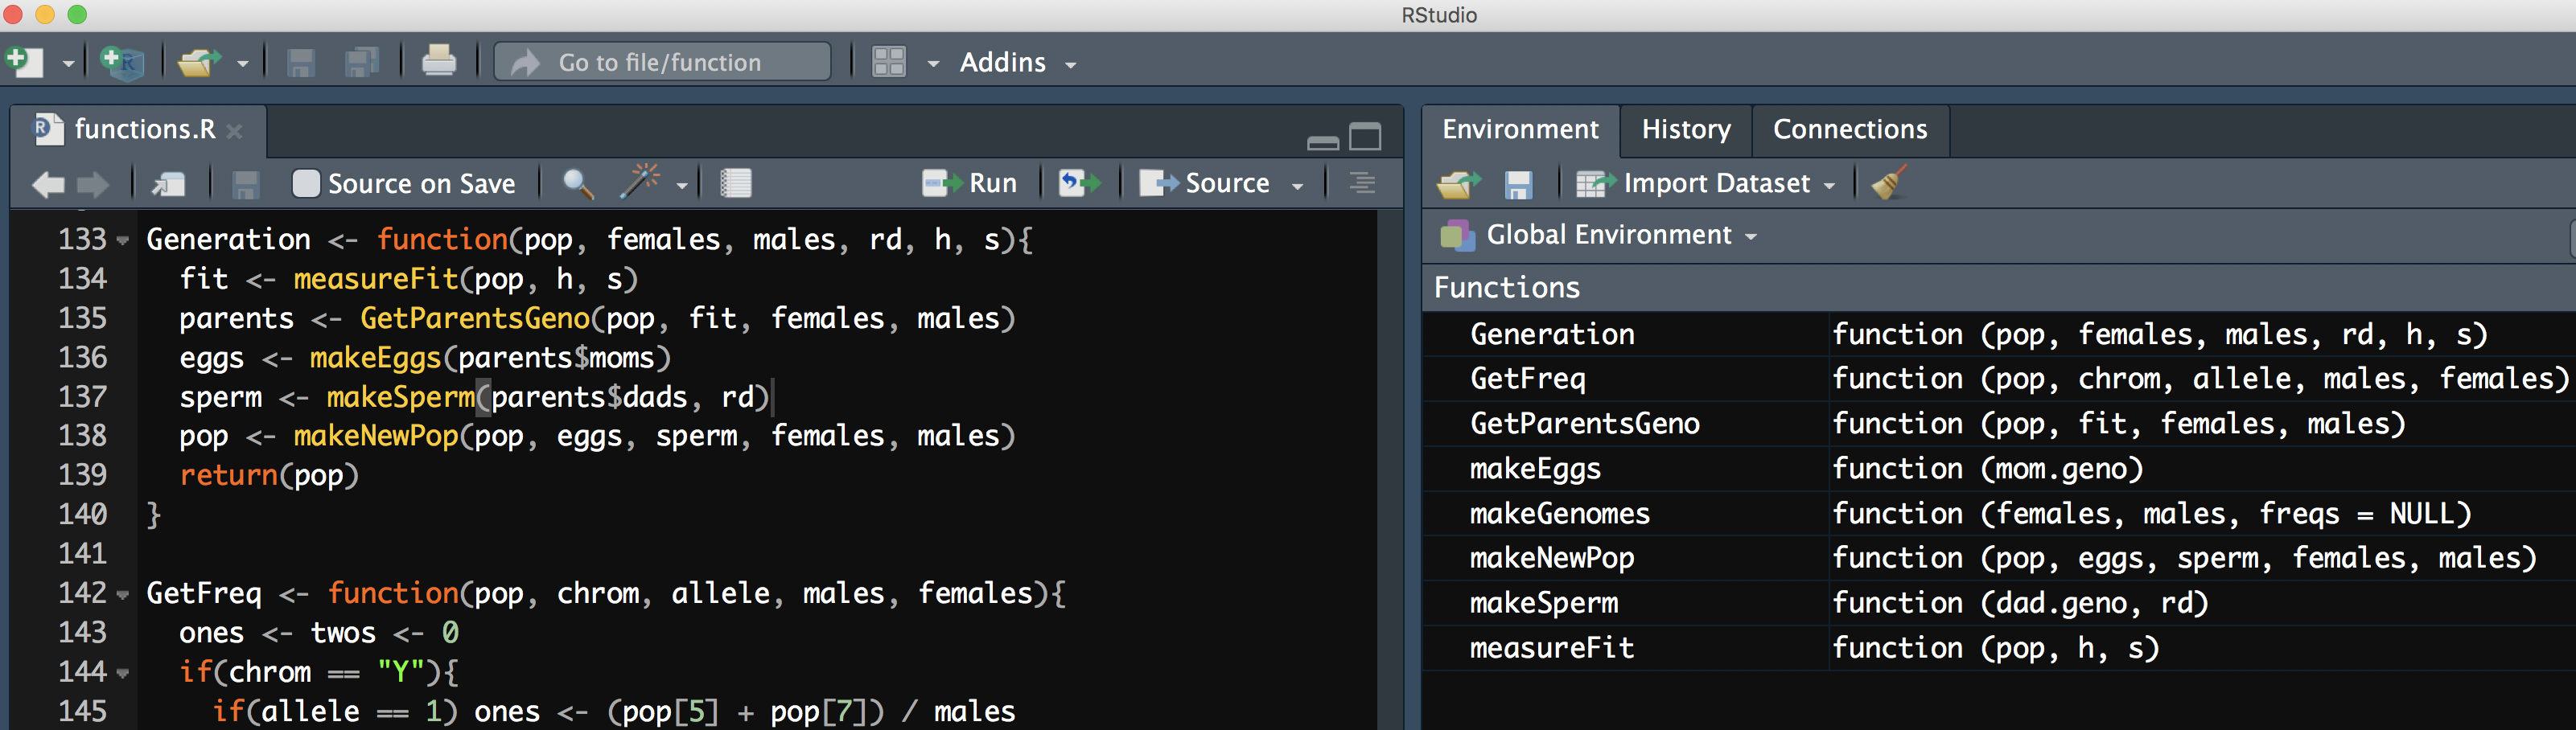 RStudio
Go to file/function
Addins
functions.R
Source on Save
Run
Source
133 Generation <- function(pop, females, males, rd, h, s){
134 fit <- measureFit(pop, h, s)
135 parents <- GetParentsGeno(pop, fit, females, males)
136 eggs <- makeEggs(parents$moms)
137 sperm <- makeSperm(parents$dads, rd)
138 pop <- makeNewPop(pop, eggs, sperm, females, males)
139 return(pop)
140 }
141
142 GetFreq <- function(pop, chrom, allele, males, females){
143 ones <- twos <- 0
144 if(chrom == "Y"){
145 if(allele == 1) ones <- (pop[5] + pop[7]) / males
Environment History Connections
Import Dataset
Global Environment
Functions
Generation function (pop, females, males, rd, h, s)
GetFreq function (pop, chrom, allele, males, females)
GetParentsGeno function (pop, fit, females, males)
makeEggs function (mom.geno)
makeGenomes function (females, males, freqs = NULL)
makeNewPop function (pop, eggs, sperm, females, males)
makeSperm function (dad.geno, rd)
measureFit function (pop, h, s)